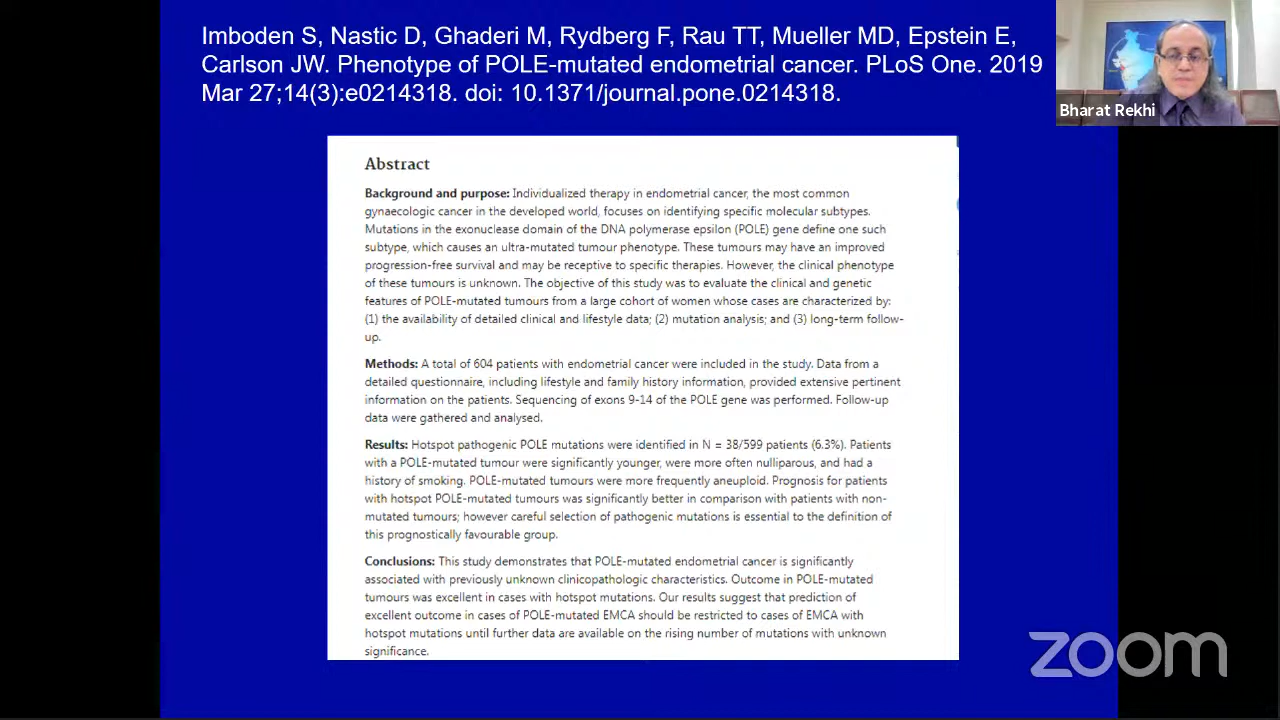 Imboden S, Nastic D, Ghaderi M, Rydberg F, Rau TT, Mueller MD, Epstein E,
Carlson JW. Phenotype of POLE-mutated endometrial cancer. PLoS One. 2019
Mar 27;14(3):e0214318. doi: 10.1371/journal.pone.0214318.
Bharat Rekhi
Abstract
Background and purpose: Individualized therapy in endometrial cancer, the most common
gynaecologic cancer in the developed world, focuses on identifying specific molecular subtypes.
Mutations in the exonuclease domain of the DNA polymerase epsilon (POLE) gene define one such
subtype, which causes an ultra-mutated tumour phenotype. These tumours may have an improved
progression-free survival and may be receptive to specific therapies. However, the clinical phenotype
of these tumours is unknown. The objective of this study was to evaluate the clinical and genetic
features of POLE-mutated tumours from a large cohort of women whose cases are characterized by:
(1) the availability of detailed clinical and lifestyle data; (2) mutation analysis; and (3) long-term follow-
up.
Methods: A total of 604 patients with endometrial cancer were included in the study. Data from a
detailed questionnaire, including lifestyle and family history information, provided extensive pertinent
information on the patients. Sequencing of exons 9-14 of the POLE gene was performed. Follow-up
data were gathered and analysed.
Results: Hotspot pathogenic POLE mutations were identified in N = 38/599 patients (6.3%). Patients
with a POLE-mutated tumour were significantly younger, were more often nulliparous, and had a
history of smoking. POLE-mutated tumours were more frequently aneuploid. Prognosis for patients
with hotspot POLE-mutated tumours was significantly better in comparison with patients with non-
mutated tumours; however careful selection of pathogenic mutations is essential to the definition of
this prognostically favourable group.
Conclusions: This study demonstrates that POLE-mutated endometrial cancer is significantly
associated with previously unknown clinicopathologic characteristics. Outcome in POLE-mutated
tumours was excellent in cases with hotspot mutations. Our results suggest that prediction of
excellent outcome in cases of POLE-mutated EMCA should be restricted to cases of EMCA with
hotspot mutations until further data are available on the rising number of mutations with unknown
significance.
zoom